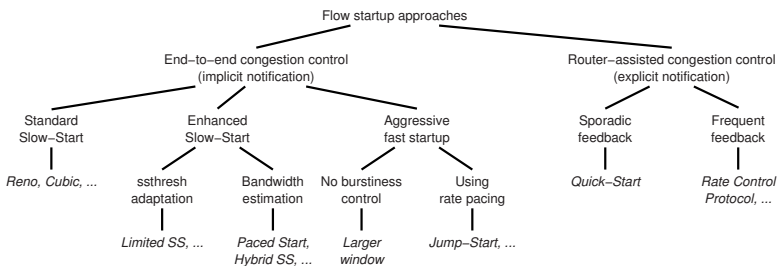 Flow startup approaches
End−to−end congestion control
(implicit notification)
Router−assisted congestion control
(explicit notification)
Standard
Slow−Start
Enhanced
Slow−Start
Aggressive
fast startup
Sporadic
feedback
Frequent
feedback
Reno, Cubic, ...
ssthresh
adaptation
Bandwidth
estimation
No burstiness
control
Using
rate pacing
Quick−Start
Rate Control
Protocol, ...
Limited SS, ...
Paced Start,
Hybrid SS, ...
Larger
window
Jump−Start, ...